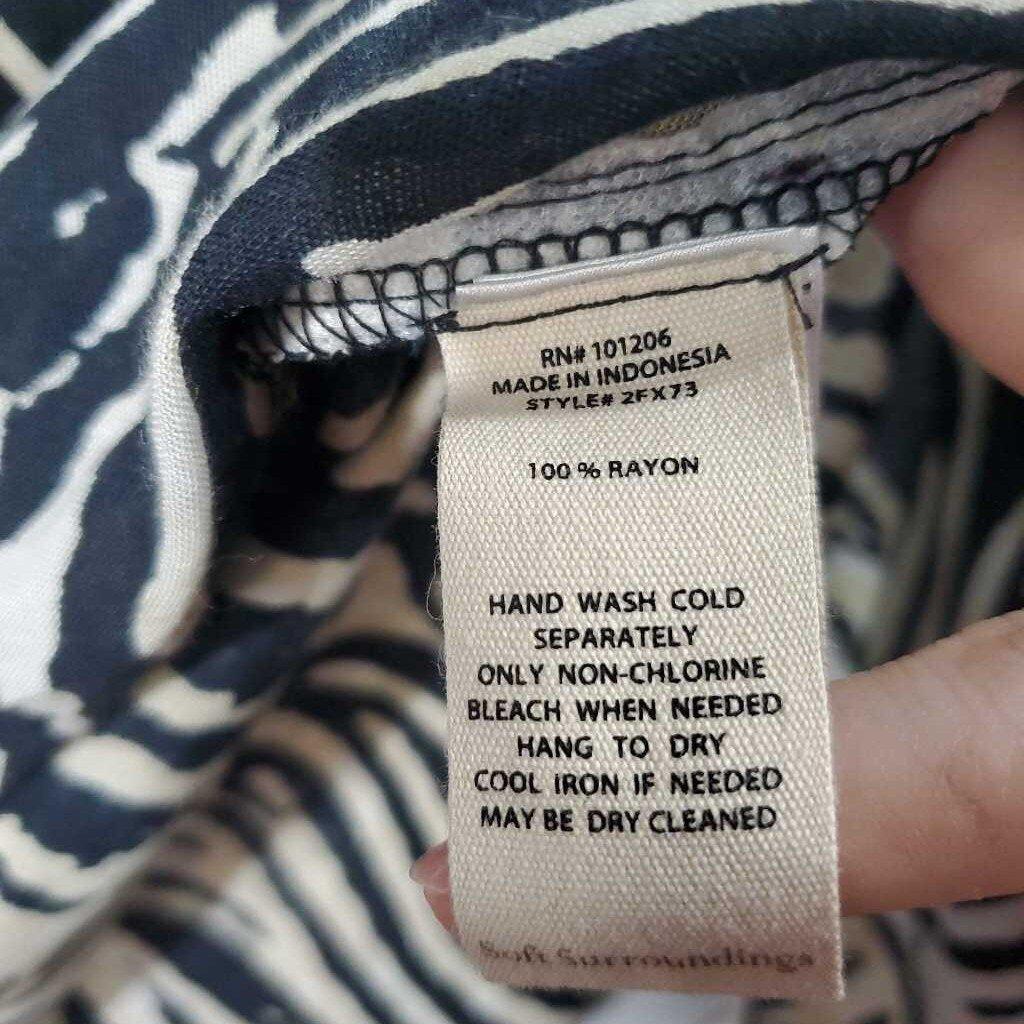 RN# 101206
MADE IN INDONESIA
STYLE# 2FX73
100 % RAYON
HAND WASH COLD
SEPARATELY
ONLY NON-CHLORINE
BLEACH WHEN NEEDED
HANG TO DRY
COOL IRON IF NEEDED
MAY BE DRY CLEANED
Soft Surroundings